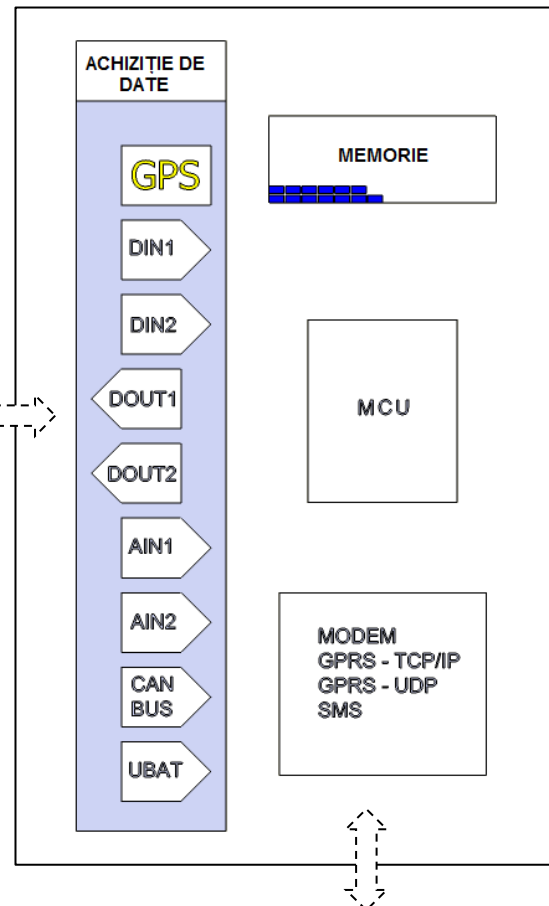 ACHIZIȚIE DE
DATE
GPS
DIN1
DIN2
DOUT1
DOUT2
AIN1
AIN2
CAN
BUS
UBAT
MEMORIE
MCU
MODEM
GPRS - TCP/IP
GPRS - UDP
SMS